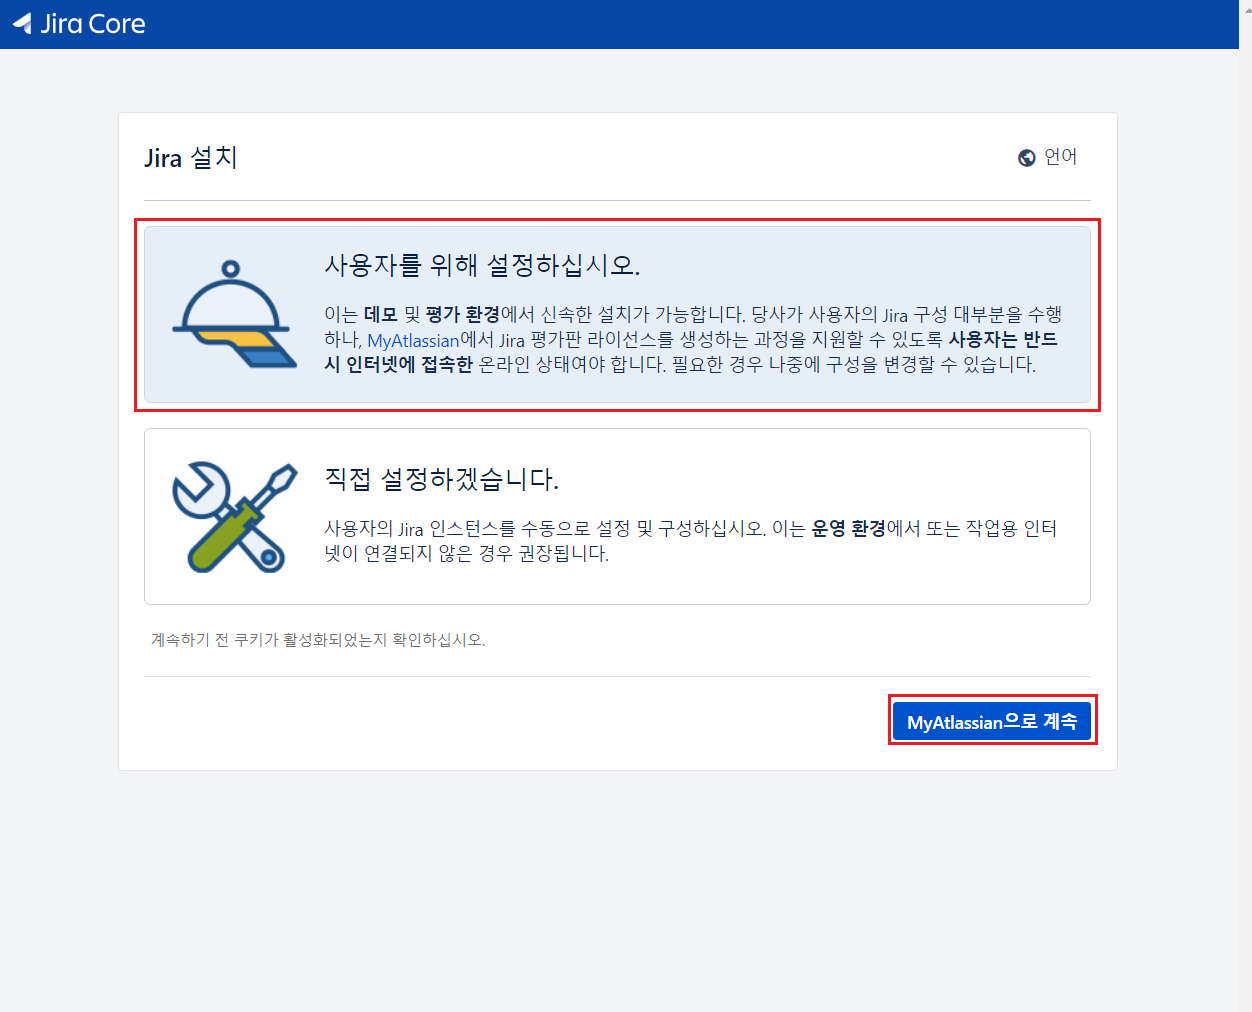 Jira Core
Jira 설치
언어
사용자를 위해 설정하십시오.
이는 데모 및 평가 환경에서 신속한 설치가 가능합니다. 당사가 사용자의 Jira 구성 대부분을 수행
하나, MyAtlassian에서 Jira 평가판 라이선스를 생성하는 과정을 지원할 수 있도록 사용자는 반드
시 인터넷에 접속한 온라인 상태여야 합니다. 필요한 경우 나중에 구성을 변경할 수 있습니다.
직접 설정하겠습니다.
사용자의 Jira 인스턴스를 수동으로 설정 및 구성하십시오. 이는 운영 환경에서 또는 작업용 인터
넷이 연결되지 않은 경우 권장됩니다.
계속하기 전 쿠키가 활성화되었는지 확인하십시오.
MyAtlassian으로 계속